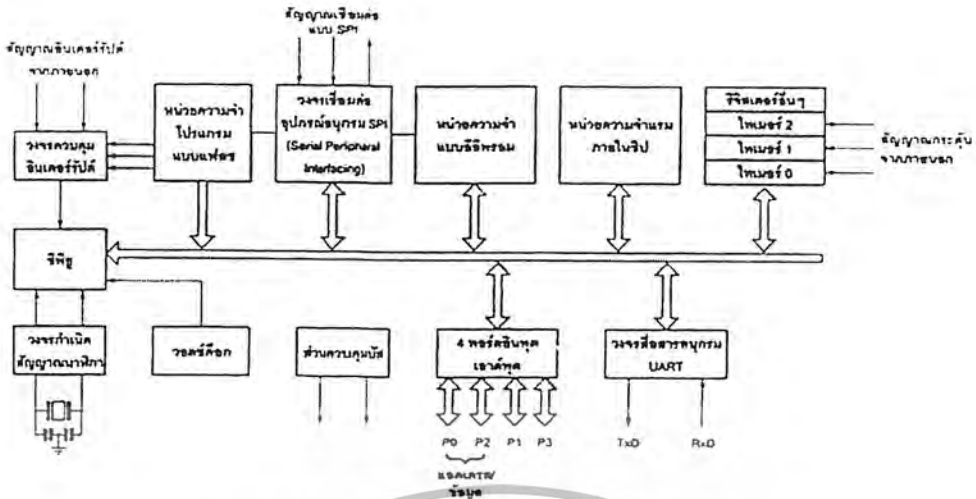 สัญญาณเชื่อมต่อ
แบบ SPI
สัญญาณอินเตอร์รัปต์
จากภายนอก
หน่วยความจำ
โปรแกรม
แบบแฟลช
วงจรเชื่อมต่อ
อุปกรณ์อนุกรม SPI
(Serial Peripheral
Interfacing)
หน่วยความจำ
แบบอีอีพรอม
หน่วยความจำแรม
ภายในชิป
รีจิสเตอร์อื่นๆ
ไทเมอร์ 2
ไทเมอร์ 1
ไทเมอร์ 0
สัญญาณกระตุ้น
จากภายนอก
วงจรควบคุม
อินเตอร์รัปต์
ซีพียู
วงจรกำเนิด
สัญญาณนาฬิกา
วอตช์ด็อก
ส่วนควบคุมบัส
4 พอร์ตอินพุต
เอาต์พุต
วงจรสื่อสารอนุกรม
UART
P0
P2
P1
P3
TxD
RxD
แอดเดรส/
ข้อมูล